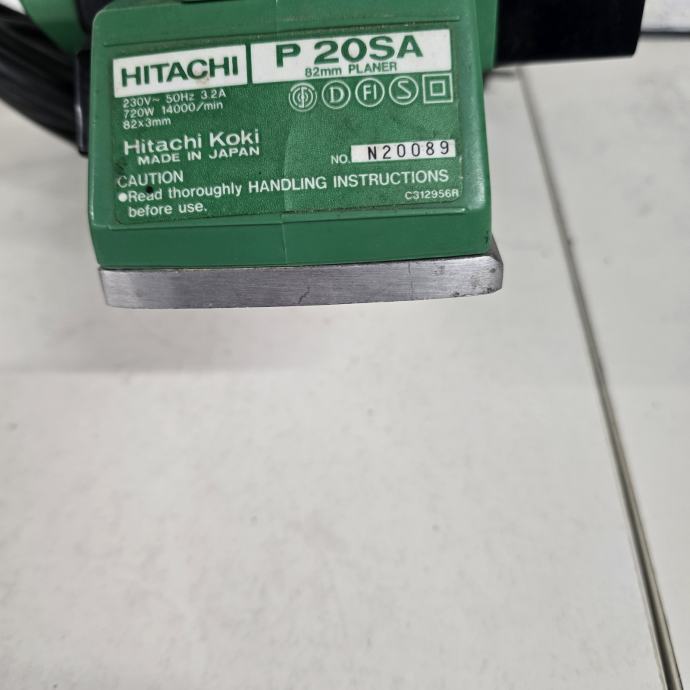 HITACHI
P 20SA
82mm PLANER
230V~ 50Hz 3.2A
720W 14000/min
82x3mm
D FI S
Hitachi Koki
MADE IN JAPAN
NO. N20089
CAUTION
●Read thoroughly HANDLING INSTRUCTIONS
before use.
C312956R